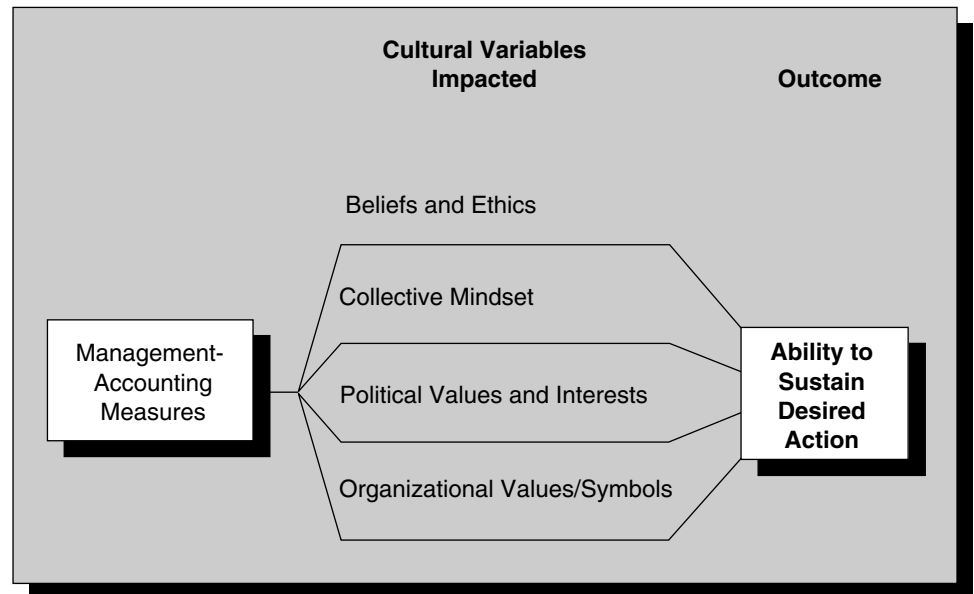 Cultural Variables
Impacted
Outcome
Beliefs and Ethics
Collective Mindset
Management-
Accounting
Measures
Political Values and Interests
Ability to
Sustain
Desired
Action
Organizational Values/Symbols